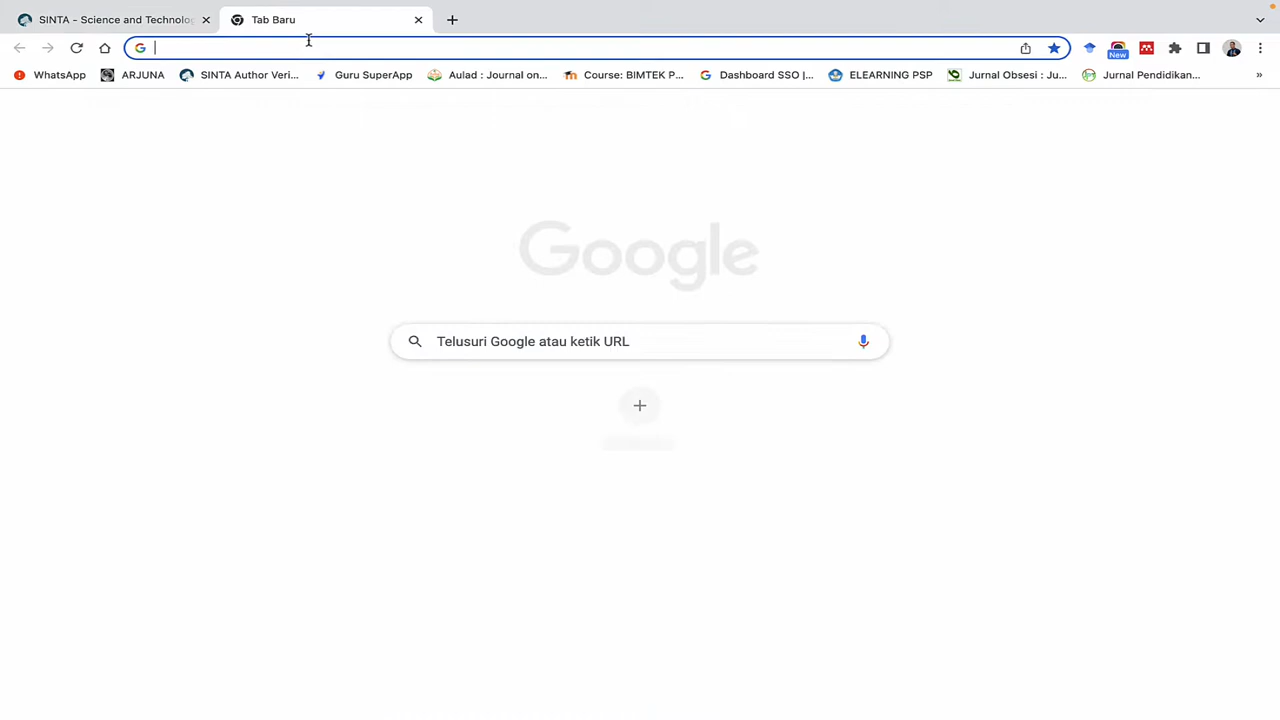 SINTA - Science and Technolog
Tab Baru
New
WhatsApp
ARJUNA
SINTA Author Veri...
Guru SuperApp
Aulad : Journal on...
Course: BIMTEK P...
Dashboard SSO |...
ELEARNING PSP
Jurnal Obsesi : Ju...
Jurnal Pendidikan...
»
Google
Telusuri Google atau ketik URL